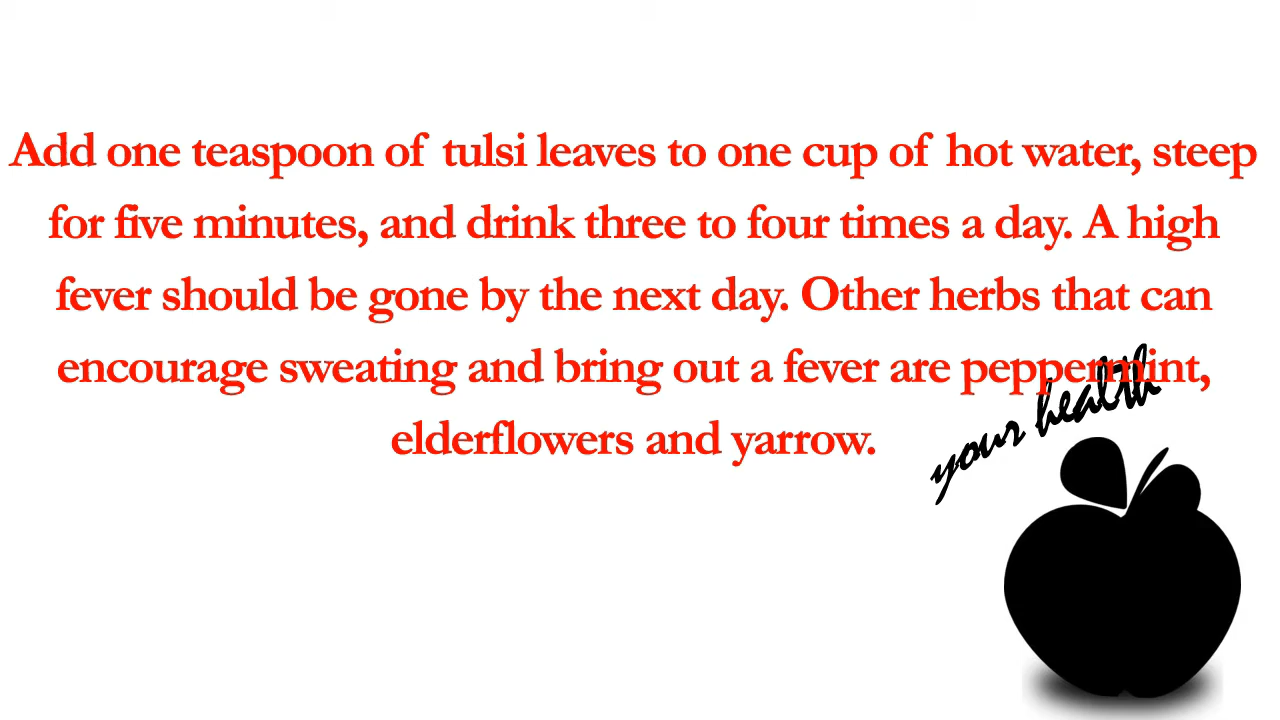 Add one teaspoon of tulsi leaves to one cup of hot water, steep
for five minutes, and drink three to four times a day. A high
fever should be gone by the next day. Other herbs that can
encourage sweating and bring out a fever are peppermint,
elderflowers and yarrow.
your health